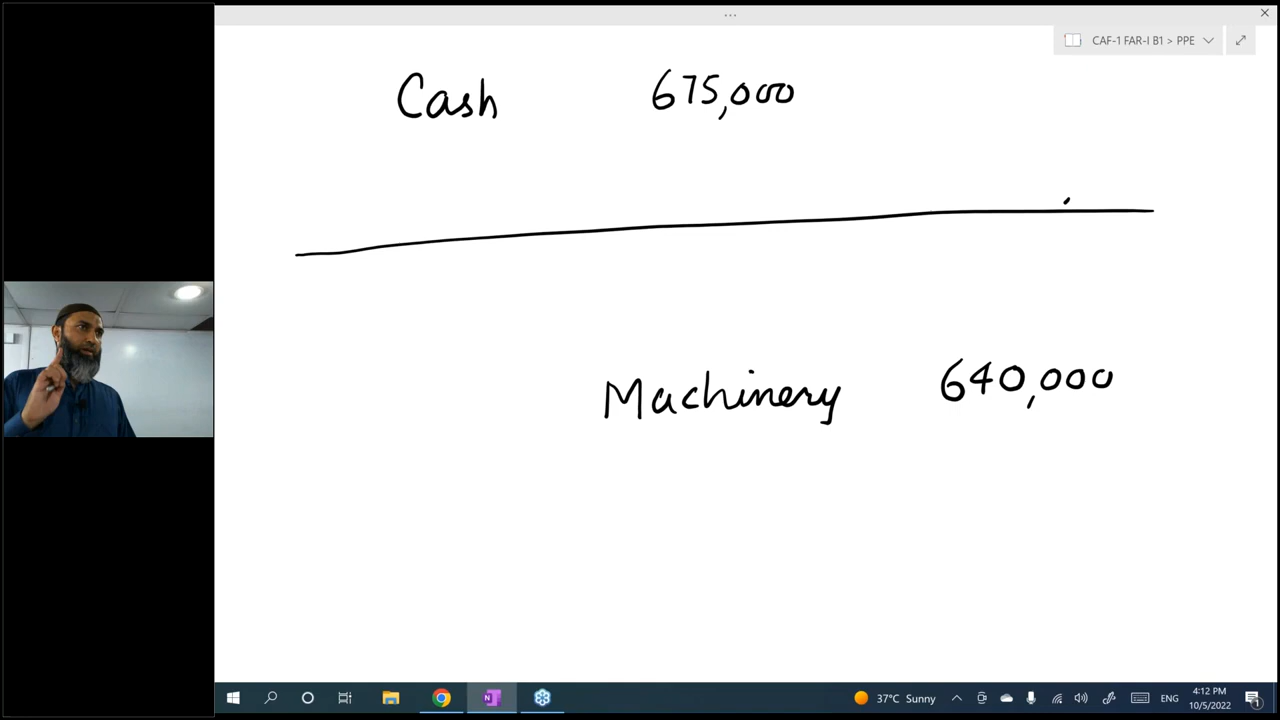 CAF-1 FAR-I B1 > PPE
Cash 675,000
Machinery 640,000
37°C Sunny
ENG
4:12 PM
10/5/2022
1